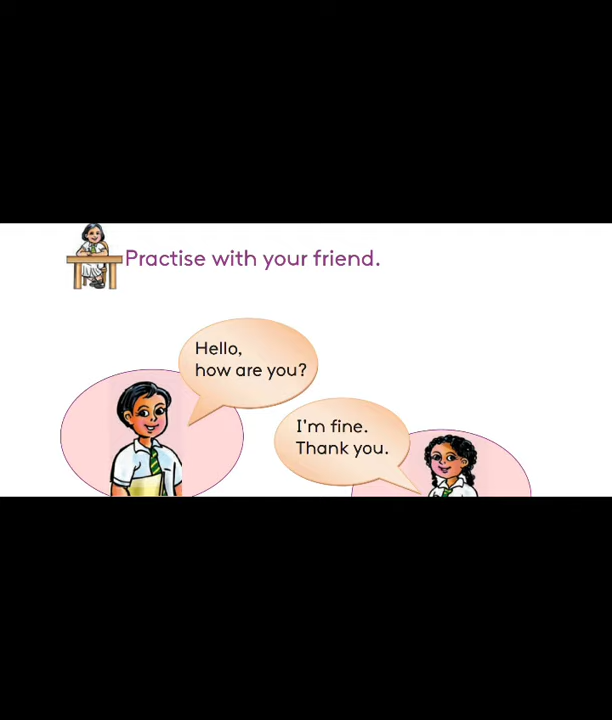 Practise with your friend.
Hello,
how are you?
I'm fine.
Thank you.